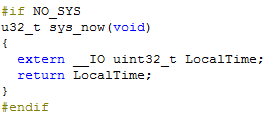 #if NO_SYS
u32_t sys_now(void)
{
  extern __IO uint32_t LocalTime;
  return LocalTime;
}
#endif